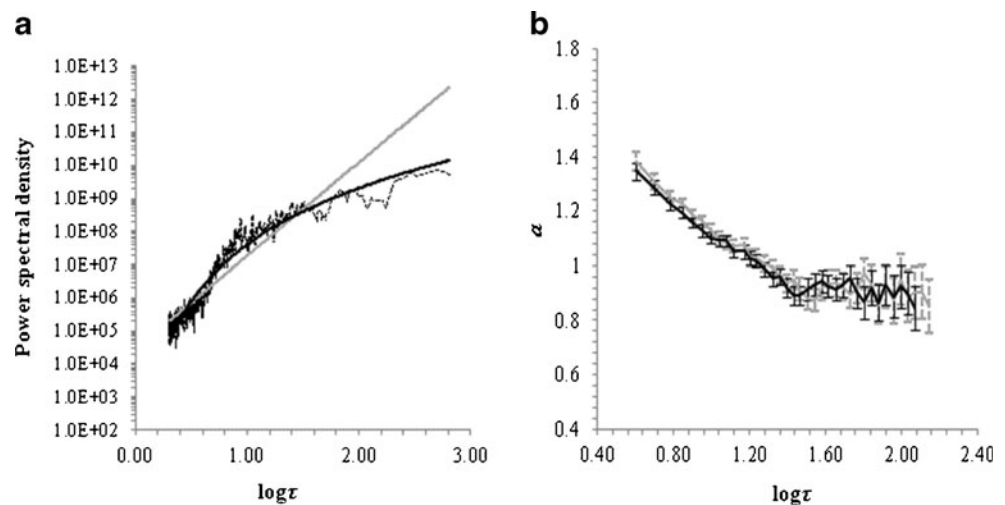 a
Power spectral density
1.0E+13
1.0E+12
1.0E+11
1.0E+10
1.0E+09
1.0E+08
1.0E+07
1.0E+06
1.0E+05
1.0E+04
1.0E+03
1.0E+02
0.00 1.00 2.00 3.00
logτ
b
α
1.8
1.6
1.4
1.2
1
0.8
0.6
0.4
0.40 0.80 1.20 1.60 2.00 2.40
logτ